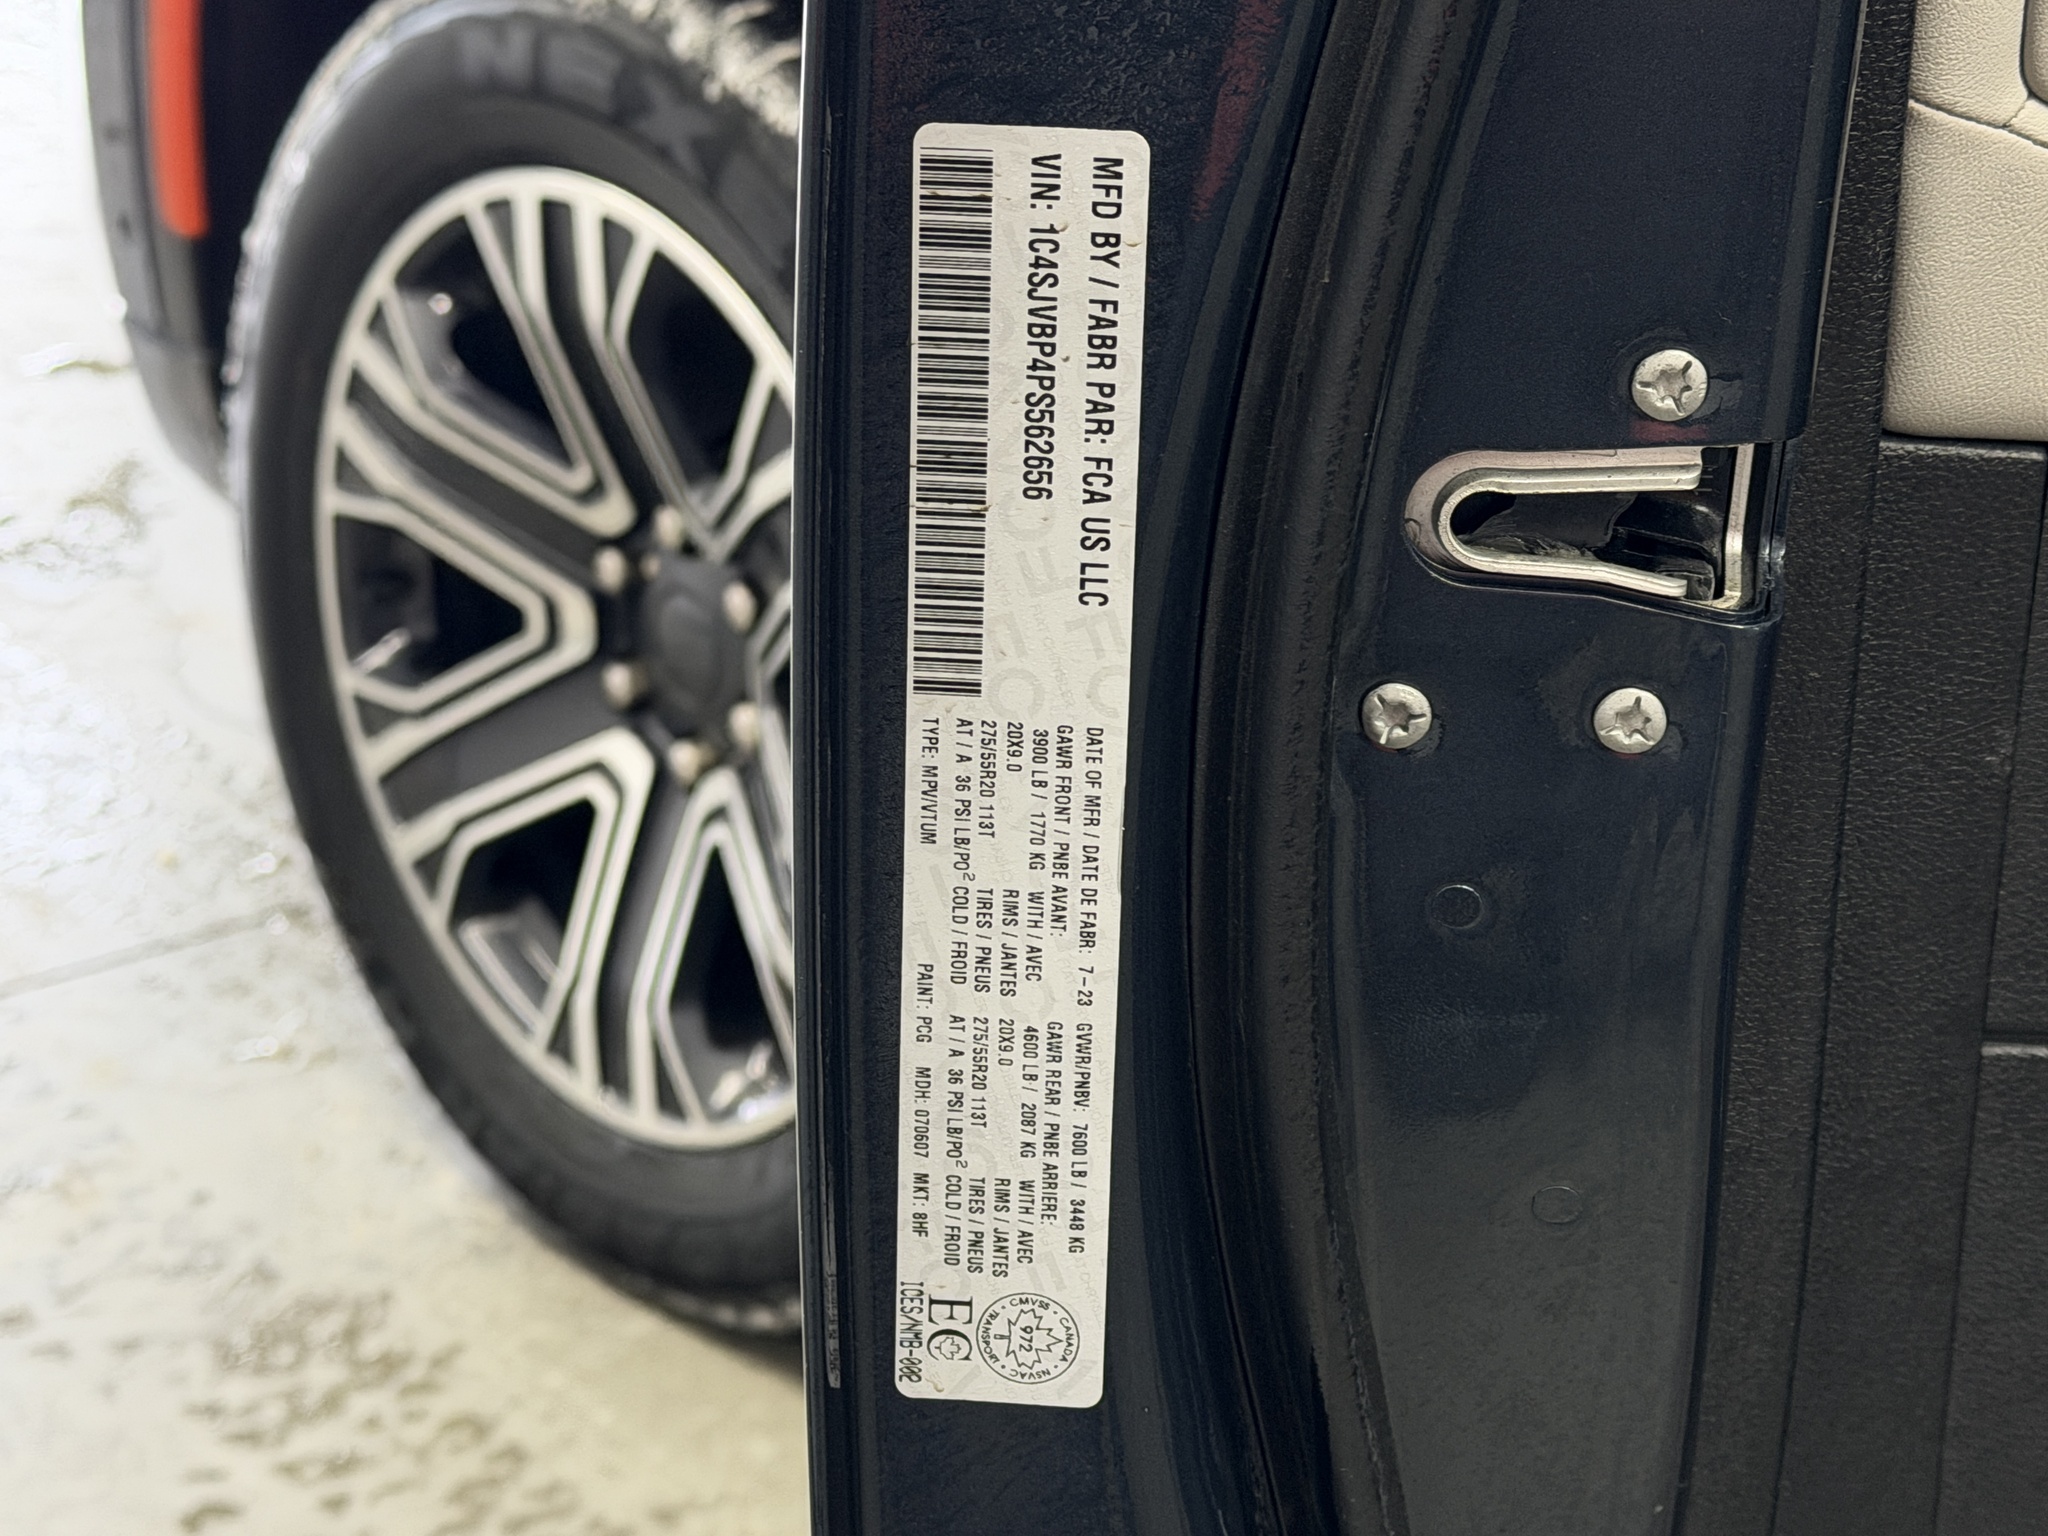 MFD BY / FABR PAR: FCA US LLC
VIN: 1C4SJVBP4PS562656
DATE OF MFR / DATE DE FABR: 7-23 GVWR/PNBV: 7600 LB / 3448 KG
GAWR FRONT / PNBE AVANT: GAWR REAR / PNBE ARRIERE:
3900 LB / 1770 KG WITH / AVEC 4600 LB / 2087 KG WITH / AVEC
20X9.0 RIMS / JANTES 20X9.0 RIMS / JANTES
275/55R20 113T TIRES / PNEUS 275/55R20 113T TIRES / PNEUS
AT / A 36 PSI LB/PO² COLD / FROID AT / A 36 PSI LB/PO² COLD / FROID
TYPE: MPV/VTUM PAINT: PCG MDH: 070607 MKT: 8HF
CANADA NSVAC TRANSPORT CMVSS
972
EC
ICES/NMB-002
NEX